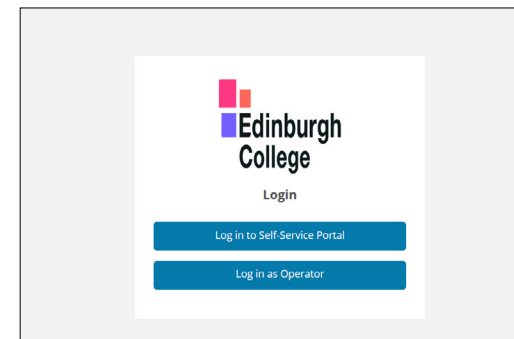 Edinburgh
College
Login
Log in to Self-Service Portal
Log in as Operator